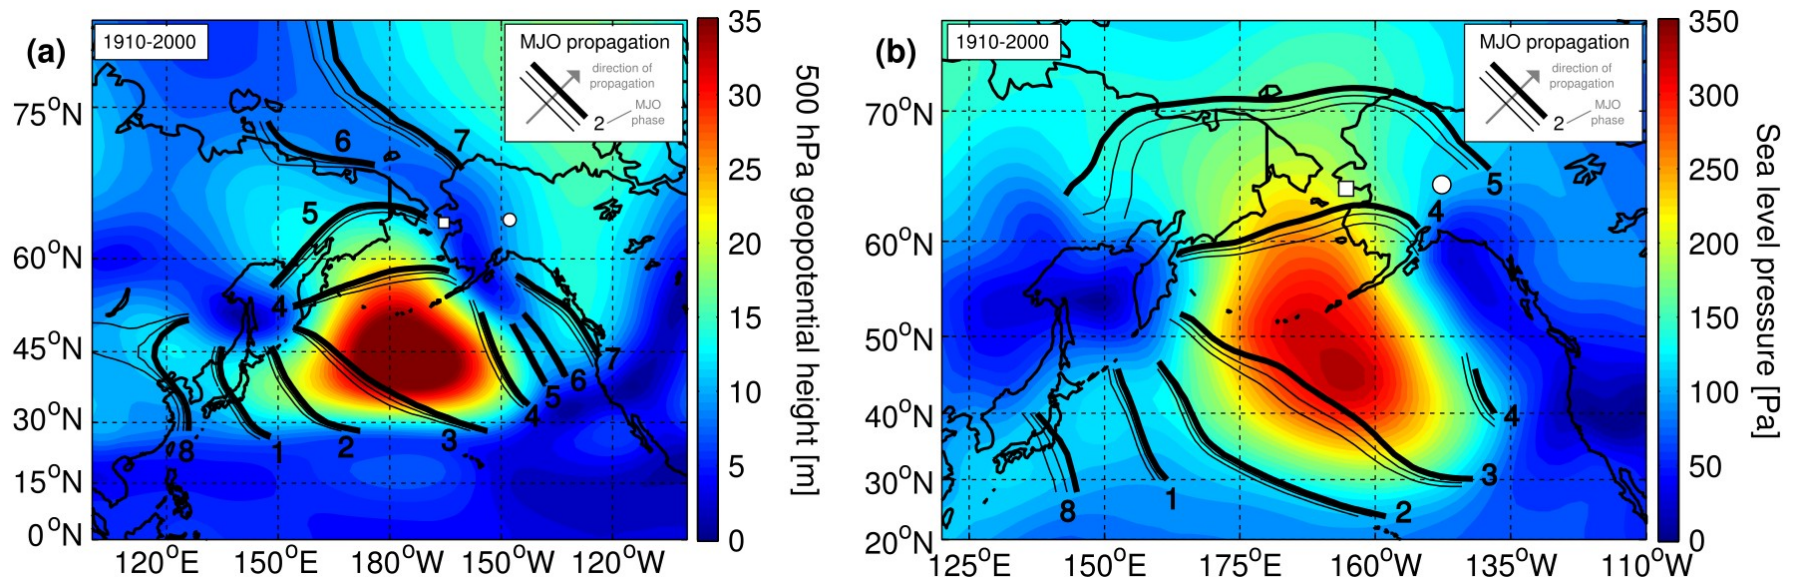 (a)
1910-2000
MJO propagation
direction of
propagation
MJO
phase
2
75°N
60°N
45°N
30°N
15°N
0°N
120°E
150°E
180°W
150°W
120°W
6
7
5
4
8
1
2
3
4
5
6
7
35
30
25
20
15
10
5
0
500 hPa geopotential height [m]
(b)
1910-2000
MJO propagation
direction of
propagation
MJO
phase
2
70°N
60°N
50°N
40°N
30°N
20°N
125°E
150°E
175°E
160°W
135°W
110°W
5
4
4
3
8
1
2
350
300
250
200
150
100
50
0
Sea level pressure [Pa]